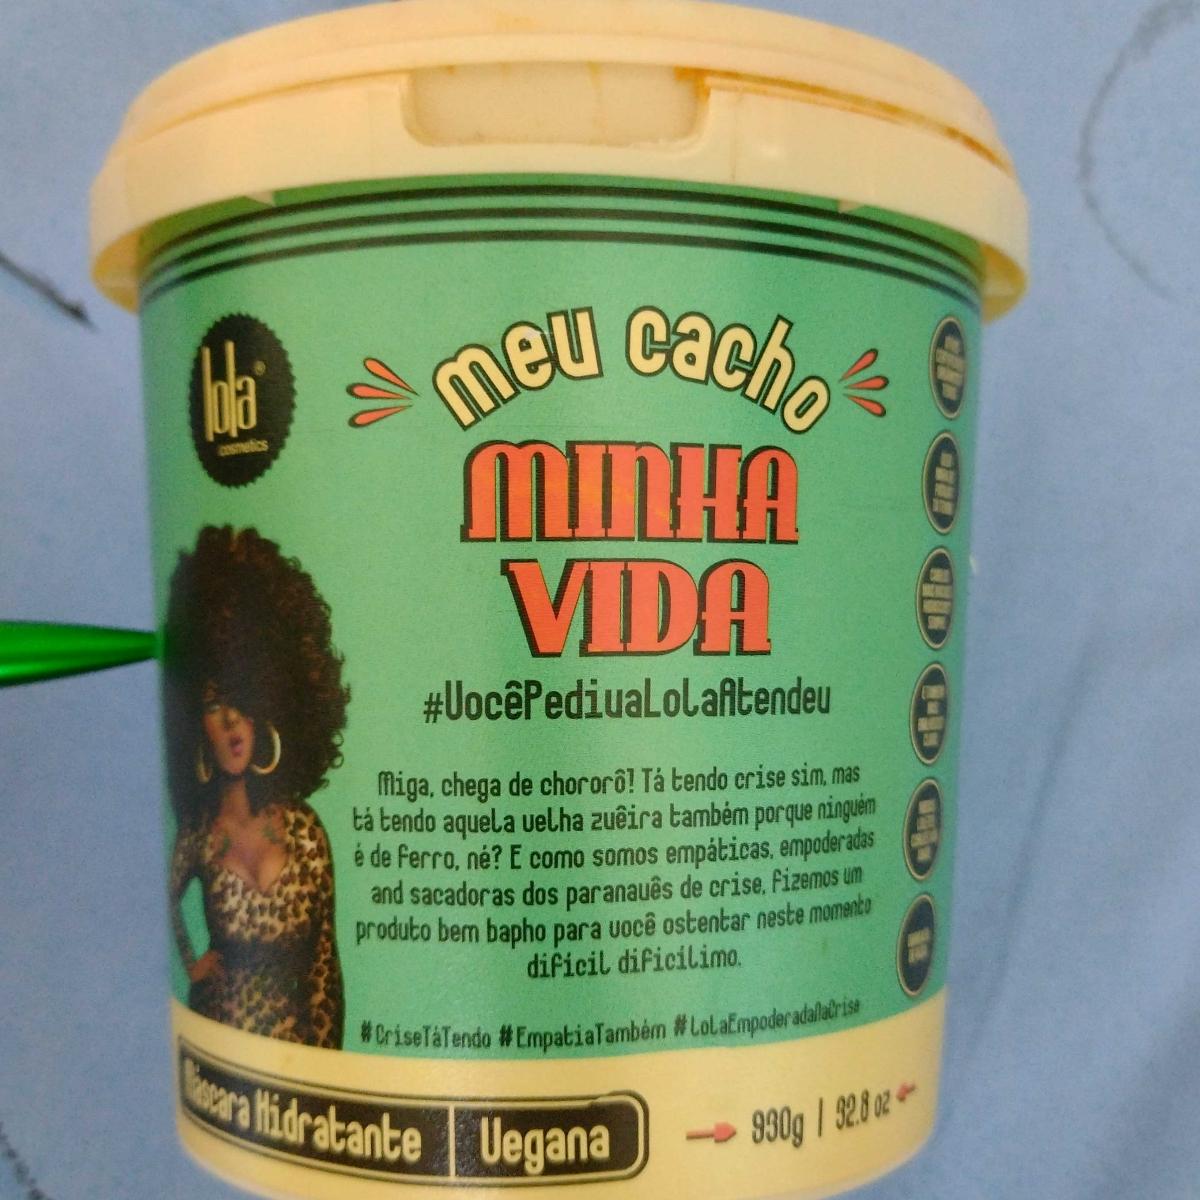 lola®
cosmetics
meu cacho
MINHA
VIDA
#VocêPediuaLolaAtendeu
Miga, chega de chororô! Tá tendo crise sim, mas
tá tendo aquela velha zuêira também porque ninguém
é de ferro, né? E como somos empáticas, empoderadas
and sacadoras dos paranauês de crise, fizemos um
produto bem bapho para você ostentar neste momento
difícil dificílimo.
#CriseTáTendo #EmpatiaTambém #LolaEmpoderadaNaCrise
Máscara Hidratante | Vegana
930g | 32.8 oz